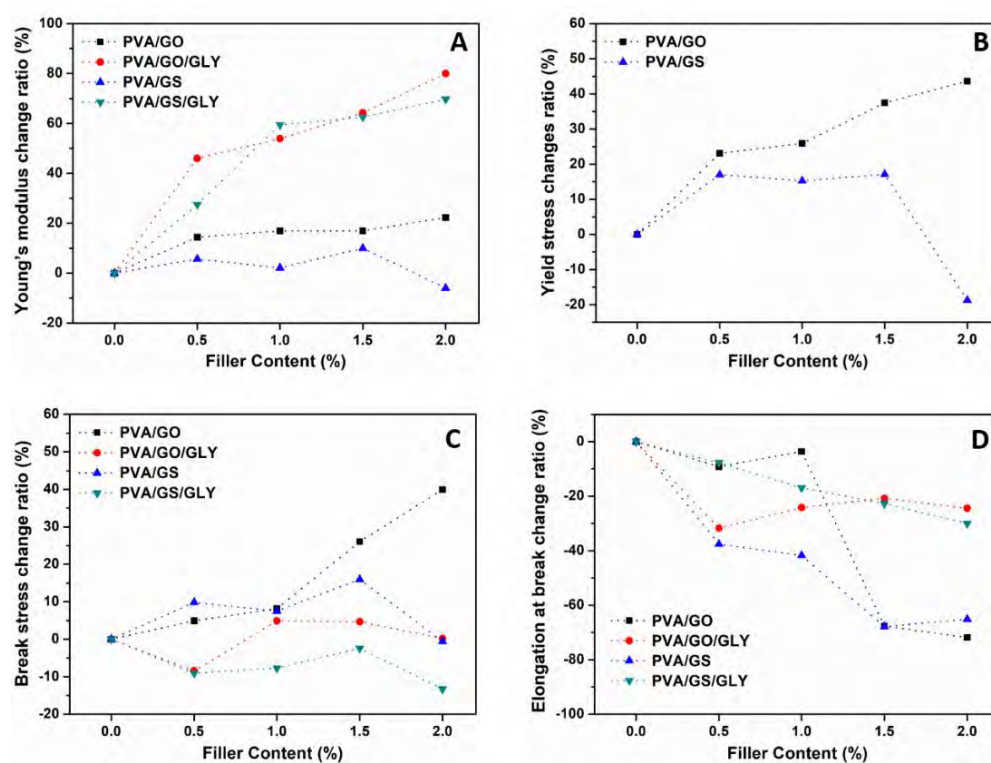 A
Young's modulus change ratio (%)
100
80
60
40
20
0
-20
PVA/GO
PVA/GO/GLY
PVA/GS
PVA/GS/GLY
0.0 0.5 1.0 1.5 2.0
Filler Content (%)
B
Yield stress changes ratio (%)
60
50
40
30
20
10
0
-10
-20
PVA/GO
PVA/GS
0.0 0.5 1.0 1.5 2.0
Filler Content (%)
C
Break stress change ratio (%)
60
50
40
30
20
10
0
-10
-20
PVA/GO
PVA/GO/GLY
PVA/GS
PVA/GS/GLY
0.0 0.5 1.0 1.5 2.0
Filler Content (%)
D
Elongation at break change ratio (%)
0
-20
-40
-60
-80
-100
PVA/GO
PVA/GO/GLY
PVA/GS
PVA/GS/GLY
0.0 0.5 1.0 1.5 2.0
Filler Content (%)